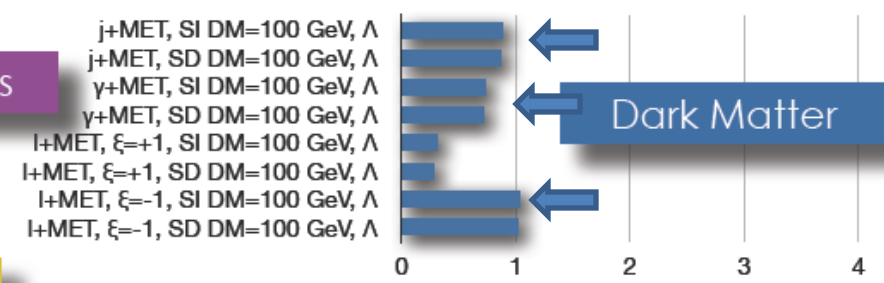 j+MET, SI DM=100 GeV, Λ
j+MET, SD DM=100 GeV, Λ
γ+MET, SI DM=100 GeV, Λ
γ+MET, SD DM=100 GeV, Λ
l+MET, ξ=+1, SI DM=100 GeV, Λ
l+MET, ξ=+1, SD DM=100 GeV, Λ
l+MET, ξ=-1, SI DM=100 GeV, Λ
l+MET, ξ=-1, SD DM=100 GeV, Λ
S
Dark Matter
0 1 2 3 4